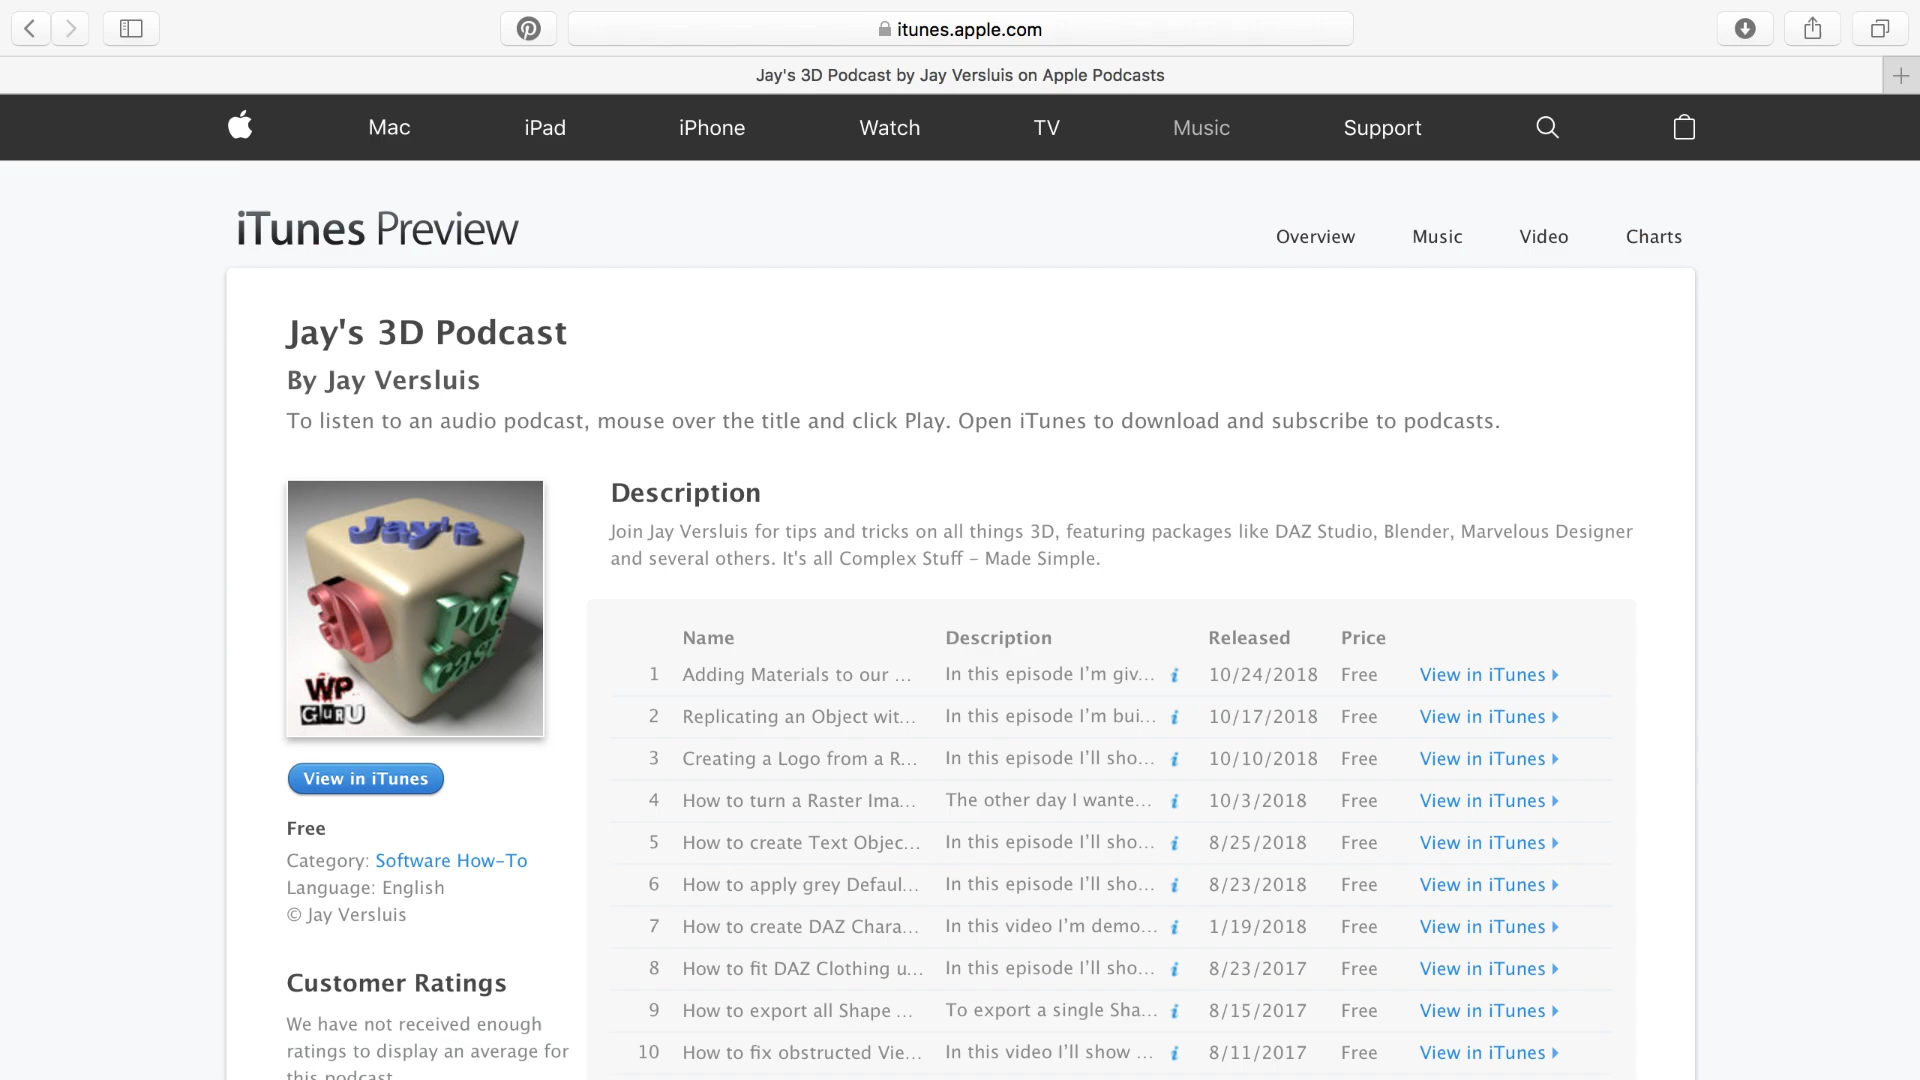 itunes.apple.com
Jay's 3D Podcast by Jay Versluis on Apple Podcasts
Mac iPad iPhone Watch TV Music Support
iTunes Preview
Overview Music Video Charts
Jay's 3D Podcast
By Jay Versluis
To listen to an audio podcast, mouse over the title and click Play. Open iTunes to download and subscribe to podcasts.
Jay's
3D
Pod
cast
WP
GURU
View in iTunes
Free
Category: Software How-To
Language: English
© Jay Versluis
Customer Ratings
We have not received enough
ratings to display an average for
this podcast.
Description
Join Jay Versluis for tips and tricks on all things 3D, featuring packages like DAZ Studio, Blender, Marvelous Designer
and several others. It's all Complex Stuff – Made Simple.
Name Description Released Price
1 Adding Materials to our ... In this episode I'm giv... i 10/24/2018 Free View in iTunes
2 Replicating an Object wit... In this episode I'm bui... i 10/17/2018 Free View in iTunes
3 Creating a Logo from a R... In this episode I'll sho... i 10/10/2018 Free View in iTunes
4 How to turn a Raster Ima... The other day I wante... i 10/3/2018 Free View in iTunes
5 How to create Text Objec... In this episode I'll sho... i 8/25/2018 Free View in iTunes
6 How to apply grey Defaul... In this episode I'll sho... i 8/23/2018 Free View in iTunes
7 How to create DAZ Chara... In this video I'm demo... i 1/19/2018 Free View in iTunes
8 How to fit DAZ Clothing u... In this episode I'll sho... i 8/23/2017 Free View in iTunes
9 How to export all Shape ... To export a single Sha... i 8/15/2017 Free View in iTunes
10 How to fix obstructed Vie... In this video I'll show ... i 8/11/2017 Free View in iTunes